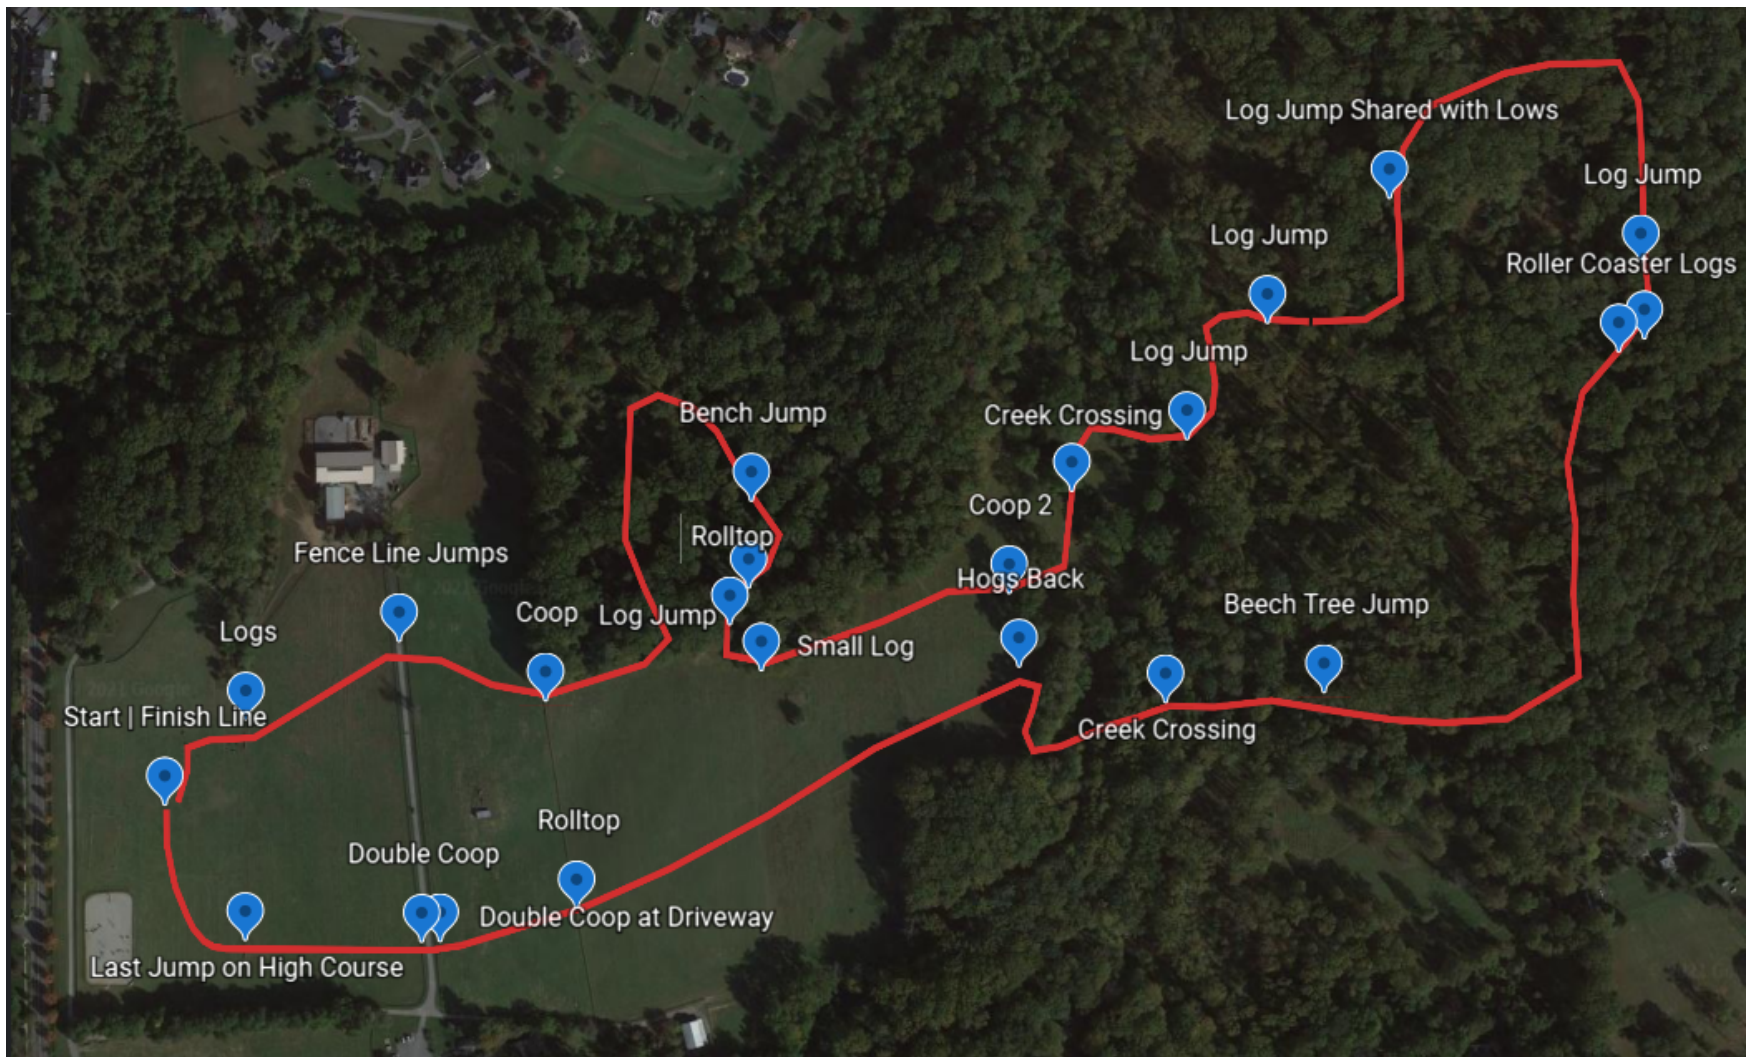 Log Jump Shared with Lows
Log Jump
Log Jump
Roller Coaster Logs
Log Jump
Bench Jump
Creek Crossing
Coop 2
Rolltop
Fence Line Jumps
Hogs Back
Coop
Log Jump
Beech Tree Jump
Logs
Small Log
Start | Finish Line
Creek Crossing
Rolltop
Double Coop
Double Coop at Driveway
Last Jump on High Course
2021 Google